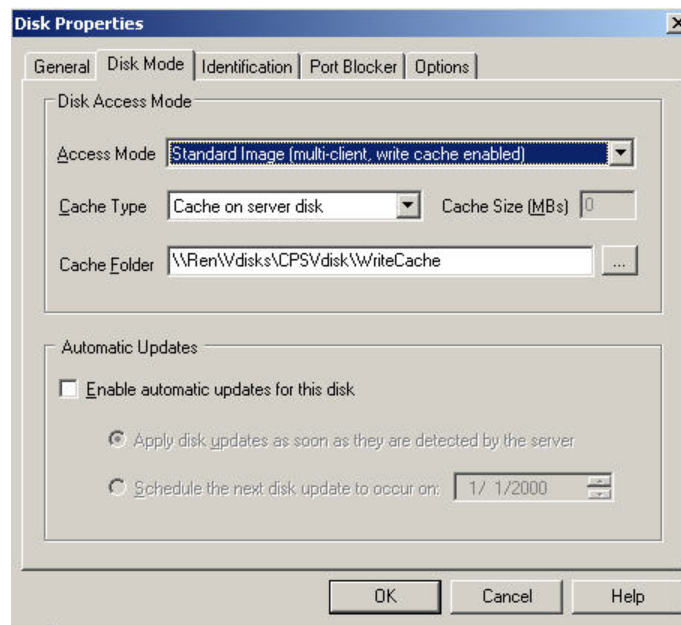 Disk Properties
General Disk Mode Identification Port Blocker Options
Disk Access Mode
Access Mode Standard Image (multi-client, write cache enabled)
Cache Type Cache on server disk Cache Size (MBs) 0
Cache Folder \\Ren\Vdisks\CPSVdisk\WriteCache ...
Automatic Updates
Enable automatic updates for this disk
Apply disk updates as soon as they are detected by the server
Schedule the next disk update to occur on: 1/ 1/2000
OK Cancel Help